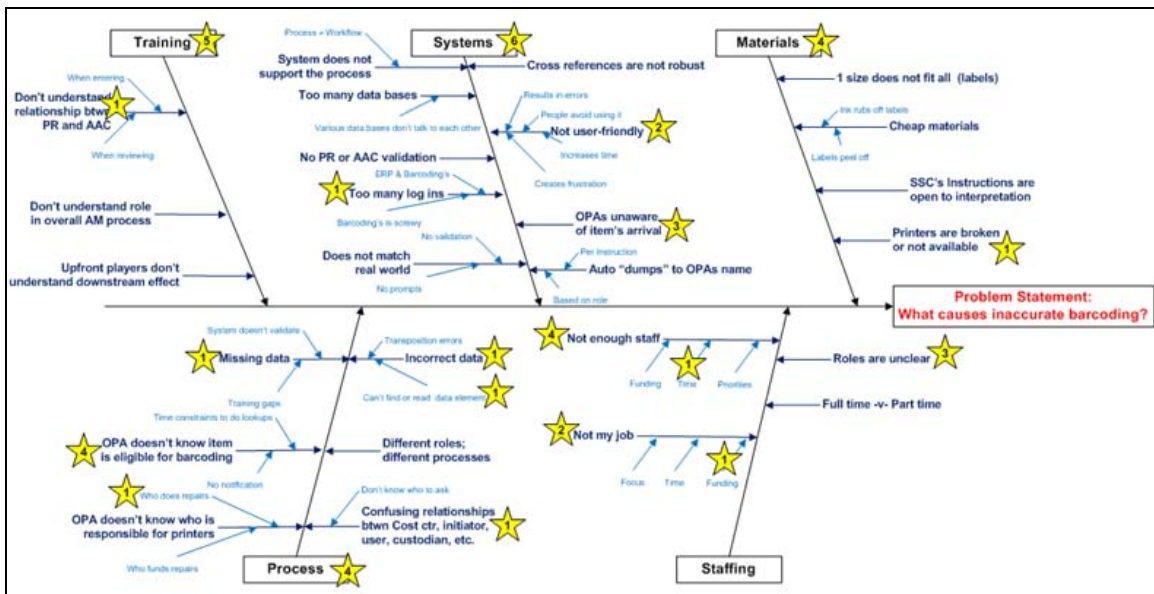 Training 5
When entering
Don't understand
relationship btwn
PR and AAC
1
When reviewing
Don't understand role
in overall AM process
Upfront players don't
understand downstream effect
Systems 6
Process ≠ Workflow
System does not
support the process
Cross references are not robust
Too many data bases
Various data bases don't talk to each other
Results in errors
People avoid using it
Not user-friendly 2
Increases time
Creates frustration
No PR or AAC validation
ERP & Barcoding's
1 Too many log ins
Barcoding's is screwy
OPAs unaware
of item's arrival
3
No validation
Does not match
real world
No prompts
Per Instruction
Auto "dumps" to OPAs name
Based on role
Materials 4
1 size does not fit all (labels)
Ink rubs off labels
Cheap materials
Labels peel off
SSC's Instructions are
open to interpretation
Printers are broken
or not available
1
Problem Statement:
What causes inaccurate barcoding?
System doesn't validate
1 Missing data
Training gaps
Transposition errors
Incorrect data 1
Can't find or read data element
1
Time constraints to do lookups
4 OPA doesn't know item
is eligible for barcoding
No notification
Different roles;
different processes
1
Who does repairs
OPA doesn't know who is
responsible for printers
Who funds repairs
Don't know who to ask
Confusing relationships
btwn Cost ctr, initiator,
user, custodian, etc.
1
Process 4
4 Not enough staff
1
Funding Time Priorities
Roles are unclear 3
Full time -v- Part time
2 Not my job
1
Focus Time Funding
Staffing